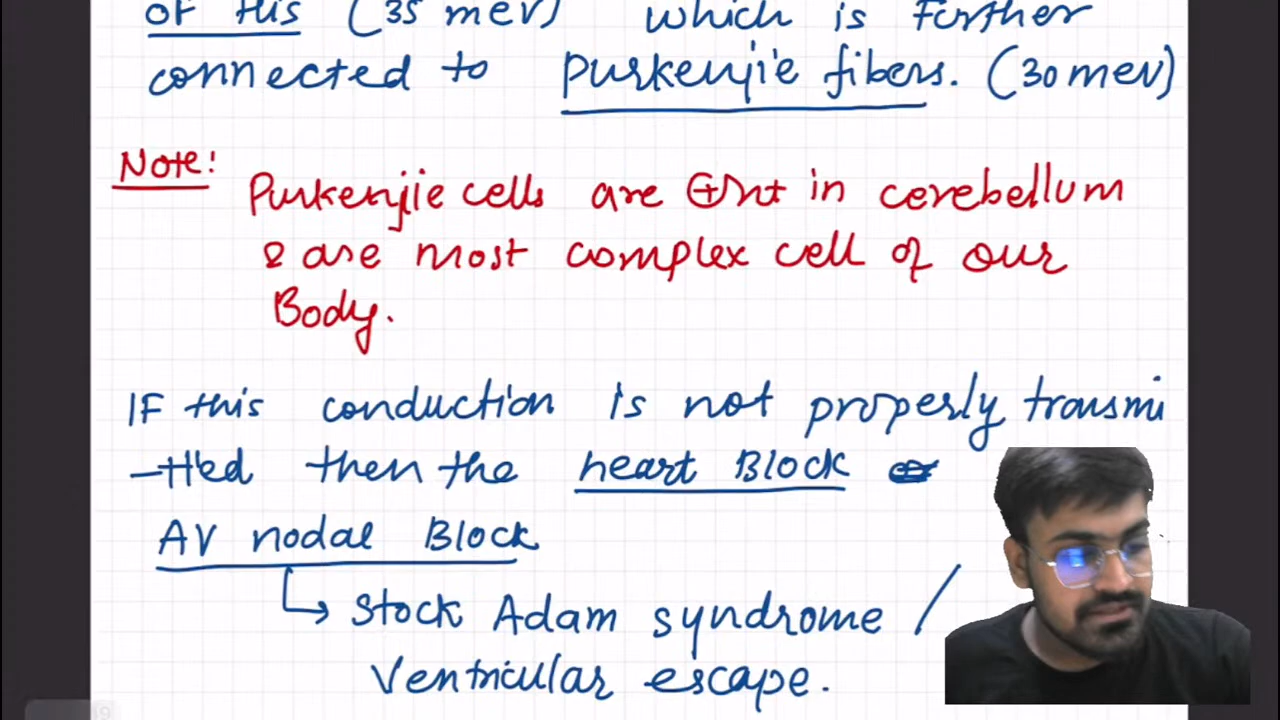 of His (35 mev) which is further
connected to Purkenjie fibers. (30 mev)
Note:
Purkenjie cells are ⊕nt in cerebellum
& are most complex cell of our
Body.
IF this conduction is not properly transmi
-tted then the heart Block
AV nodal Block
↳ Stock Adam syndrome /
Ventricular escape.